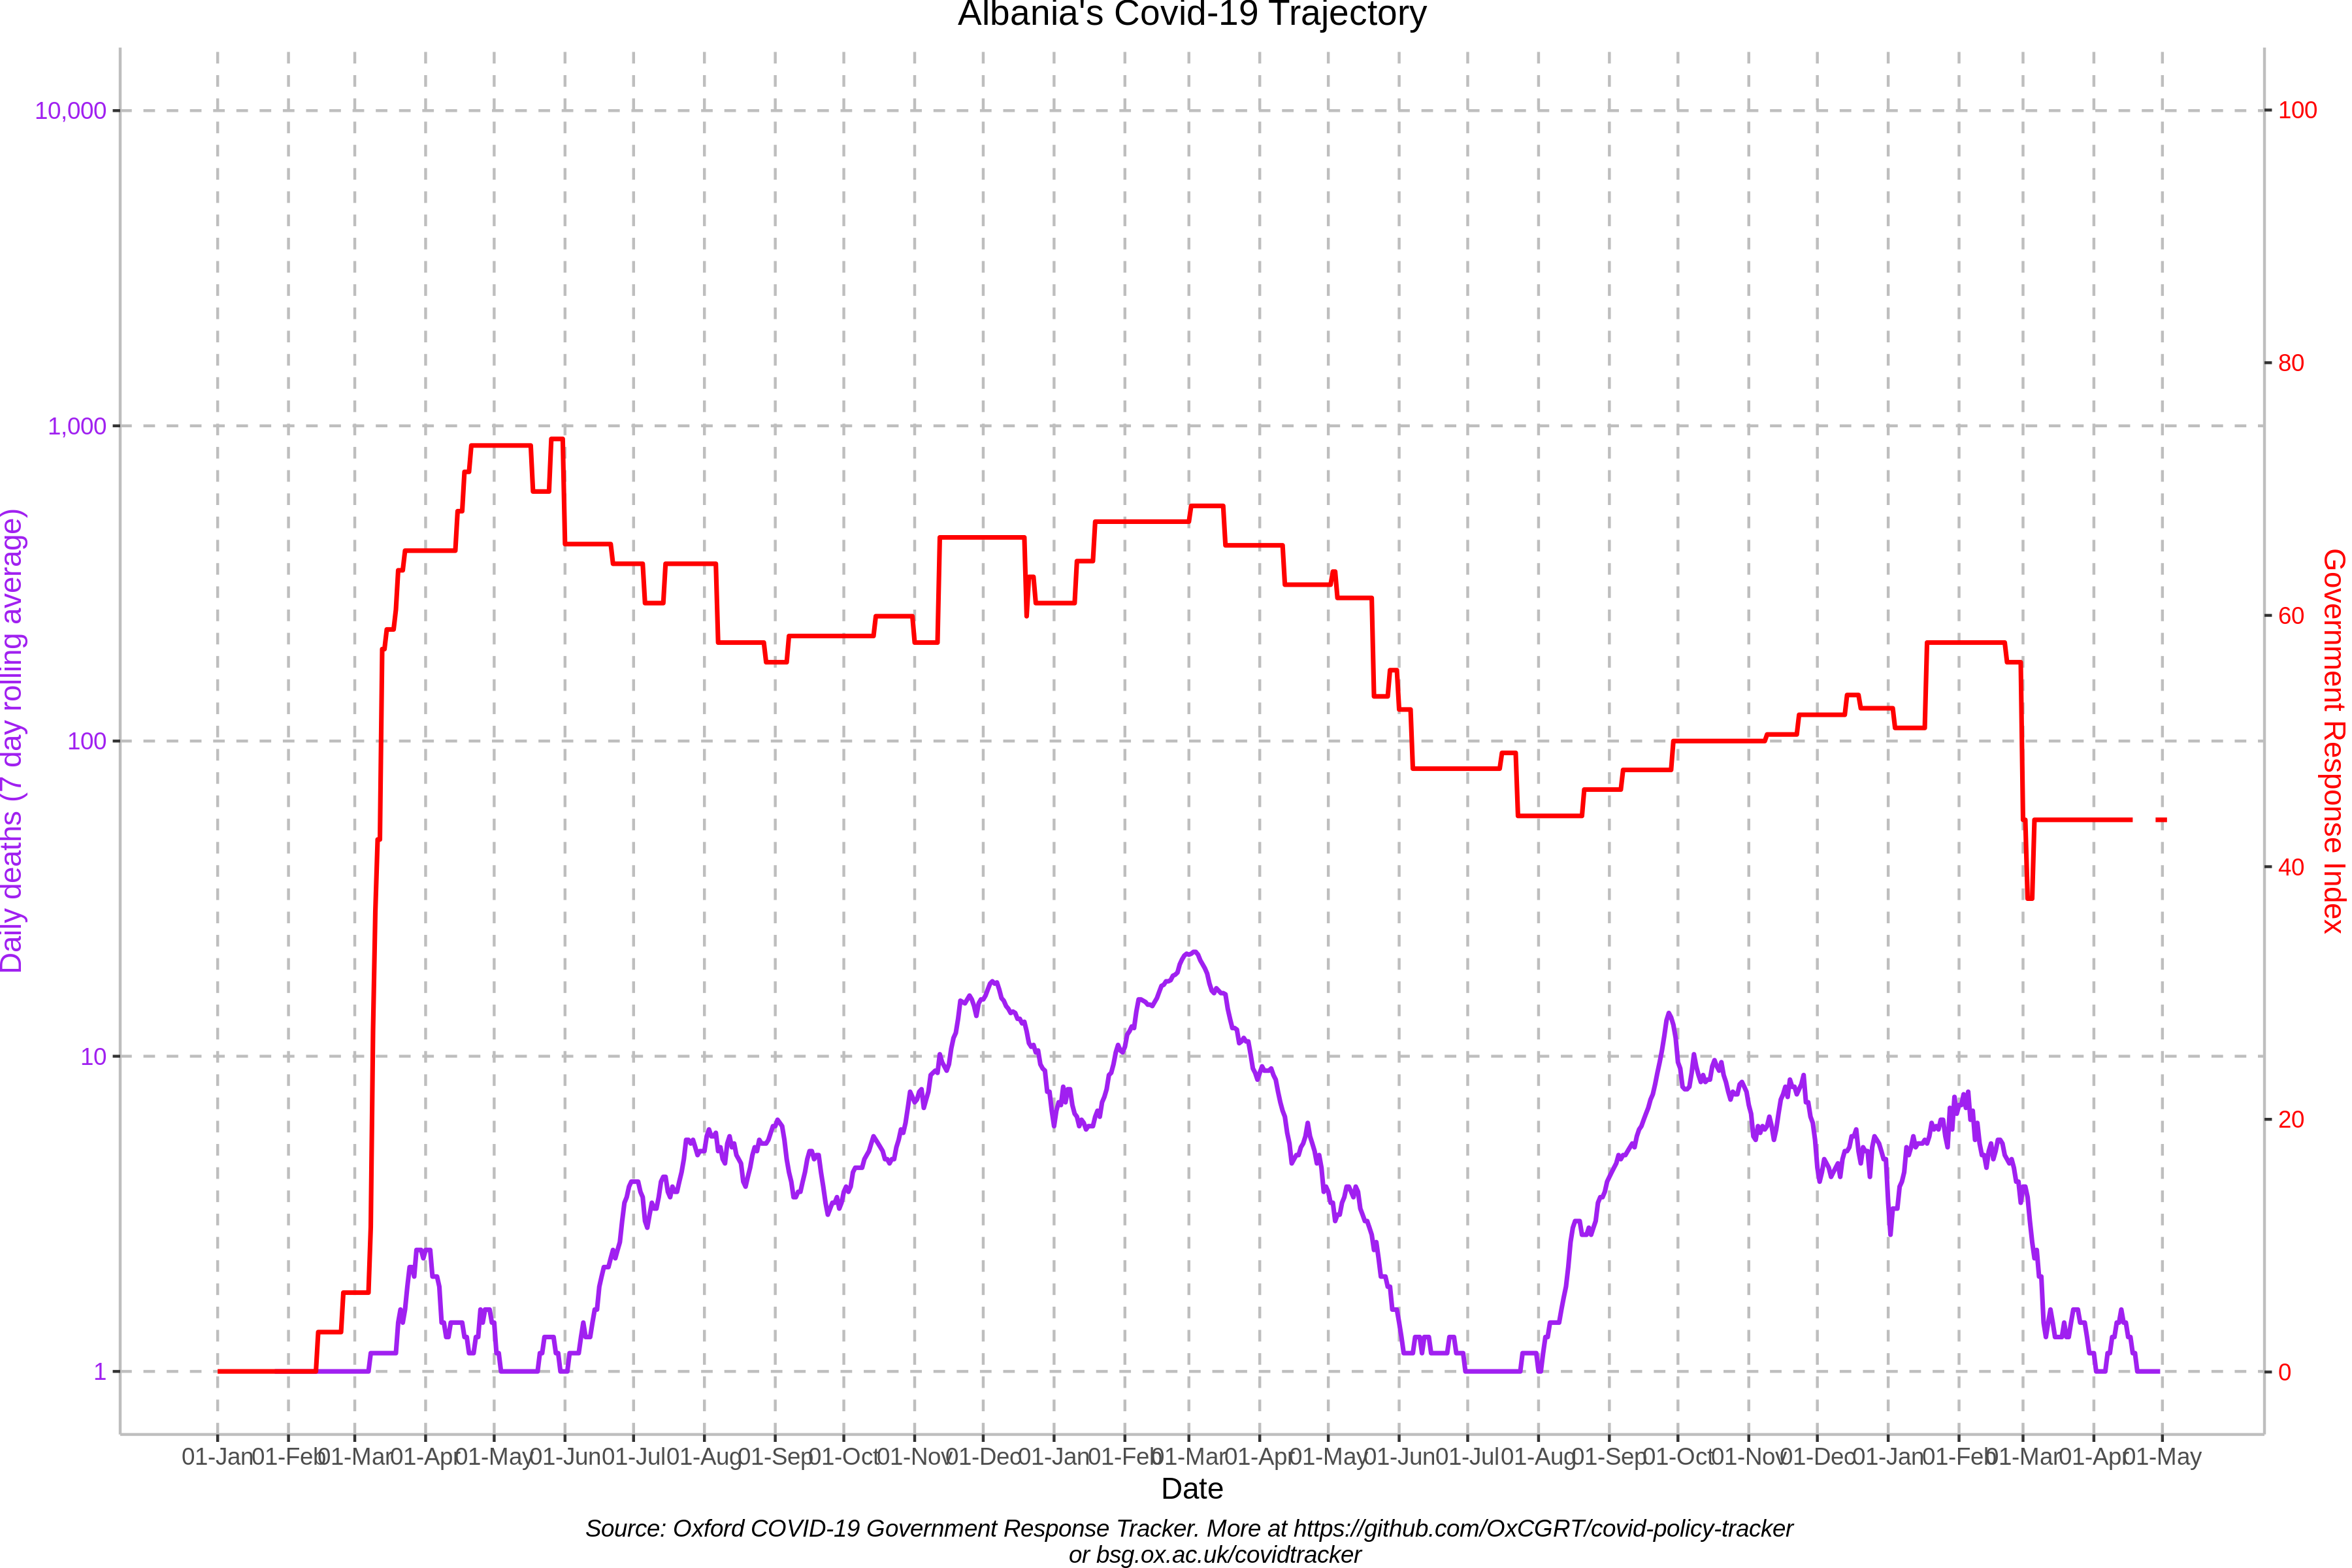 Albania's Covid-19 Trajectory
Daily deaths (7 day rolling average)
10,000
1,000
100
10
1
100
80
60
40
20
0
Government Response Index
01-Jan 01-Feb 01-Mar 01-Apr 01-May 01-Jun 01-Jul 01-Aug 01-Sep 01-Oct 01-Nov 01-Dec 01-Jan 01-Feb 01-Mar 01-Apr 01-May 01-Jun 01-Jul 01-Aug 01-Sep 01-Oct 01-Nov 01-Dec 01-Jan 01-Feb 01-Mar 01-Apr 01-May
Date
Source: Oxford COVID-19 Government Response Tracker. More at https://github.com/OxCGRT/covid-policy-tracker
or bsg.ox.ac.uk/covidtracker